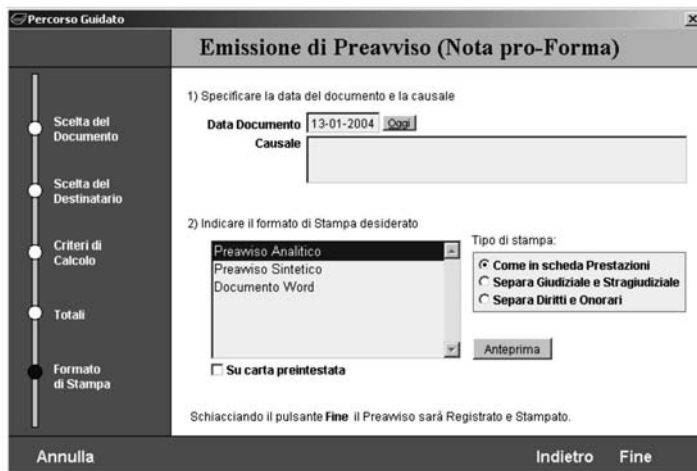 Percorso Guidato
Emissione di Preavviso (Nota pro-Forma)
Scelta del
Documento
Scelta del
Destinatario
Criteri di
Calcolo
Totali
Formato
di Stampa
1) Specificare la data del documento e la causale
Data Documento 13-01-2004 Oggi
Causale
2) Indicare il formato di Stampa desiderato
Preavviso Analitico
Preavviso Sintetico
Documento Word
Su carta preintestata
Tipo di stampa:
Come in scheda Prestazioni
Separa Giudiziale e Stragiudiziale
Separa Diritti e Onorari
Anteprima
Schiacciando il pulsante Fine il Preavviso sarà Registrato e Stampato.
Annulla Indietro Fine